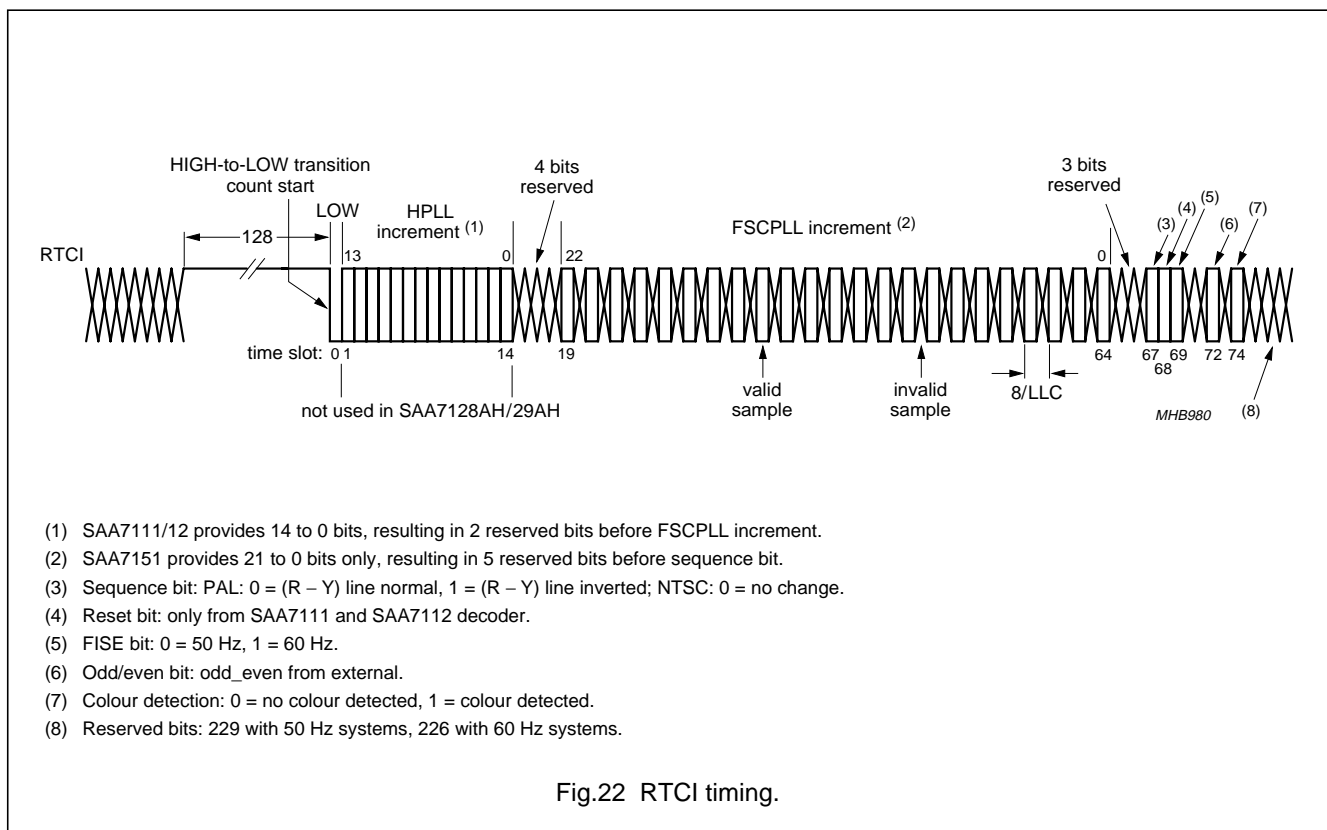 HIGH-to-LOW transition
count start
4 bits
reserved
3 bits
reserved
(3)
(4)
(5)
(6)
(7)
LOW
HPLL
increment (1)
FSCPLL increment (2)
128
RTCI
13
0
22
0
time slot:
0 1
14
19
64
67
68
69
72
74
not used in SAA7128AH/29AH
valid
sample
invalid
sample
8/LLC
MHB980
(8)
(1) SAA7111/12 provides 14 to 0 bits, resulting in 2 reserved bits before FSCPLL increment.
(2) SAA7151 provides 21 to 0 bits only, resulting in 5 reserved bits before sequence bit.
(3) Sequence bit: PAL: 0 = (R − Y) line normal, 1 = (R − Y) line inverted; NTSC: 0 = no change.
(4) Reset bit: only from SAA7111 and SAA7112 decoder.
(5) FISE bit: 0 = 50 Hz, 1 = 60 Hz.
(6) Odd/even bit: odd_even from external.
(7) Colour detection: 0 = no colour detected, 1 = colour detected.
(8) Reserved bits: 229 with 50 Hz systems, 226 with 60 Hz systems.
Fig.22 RTCI timing.